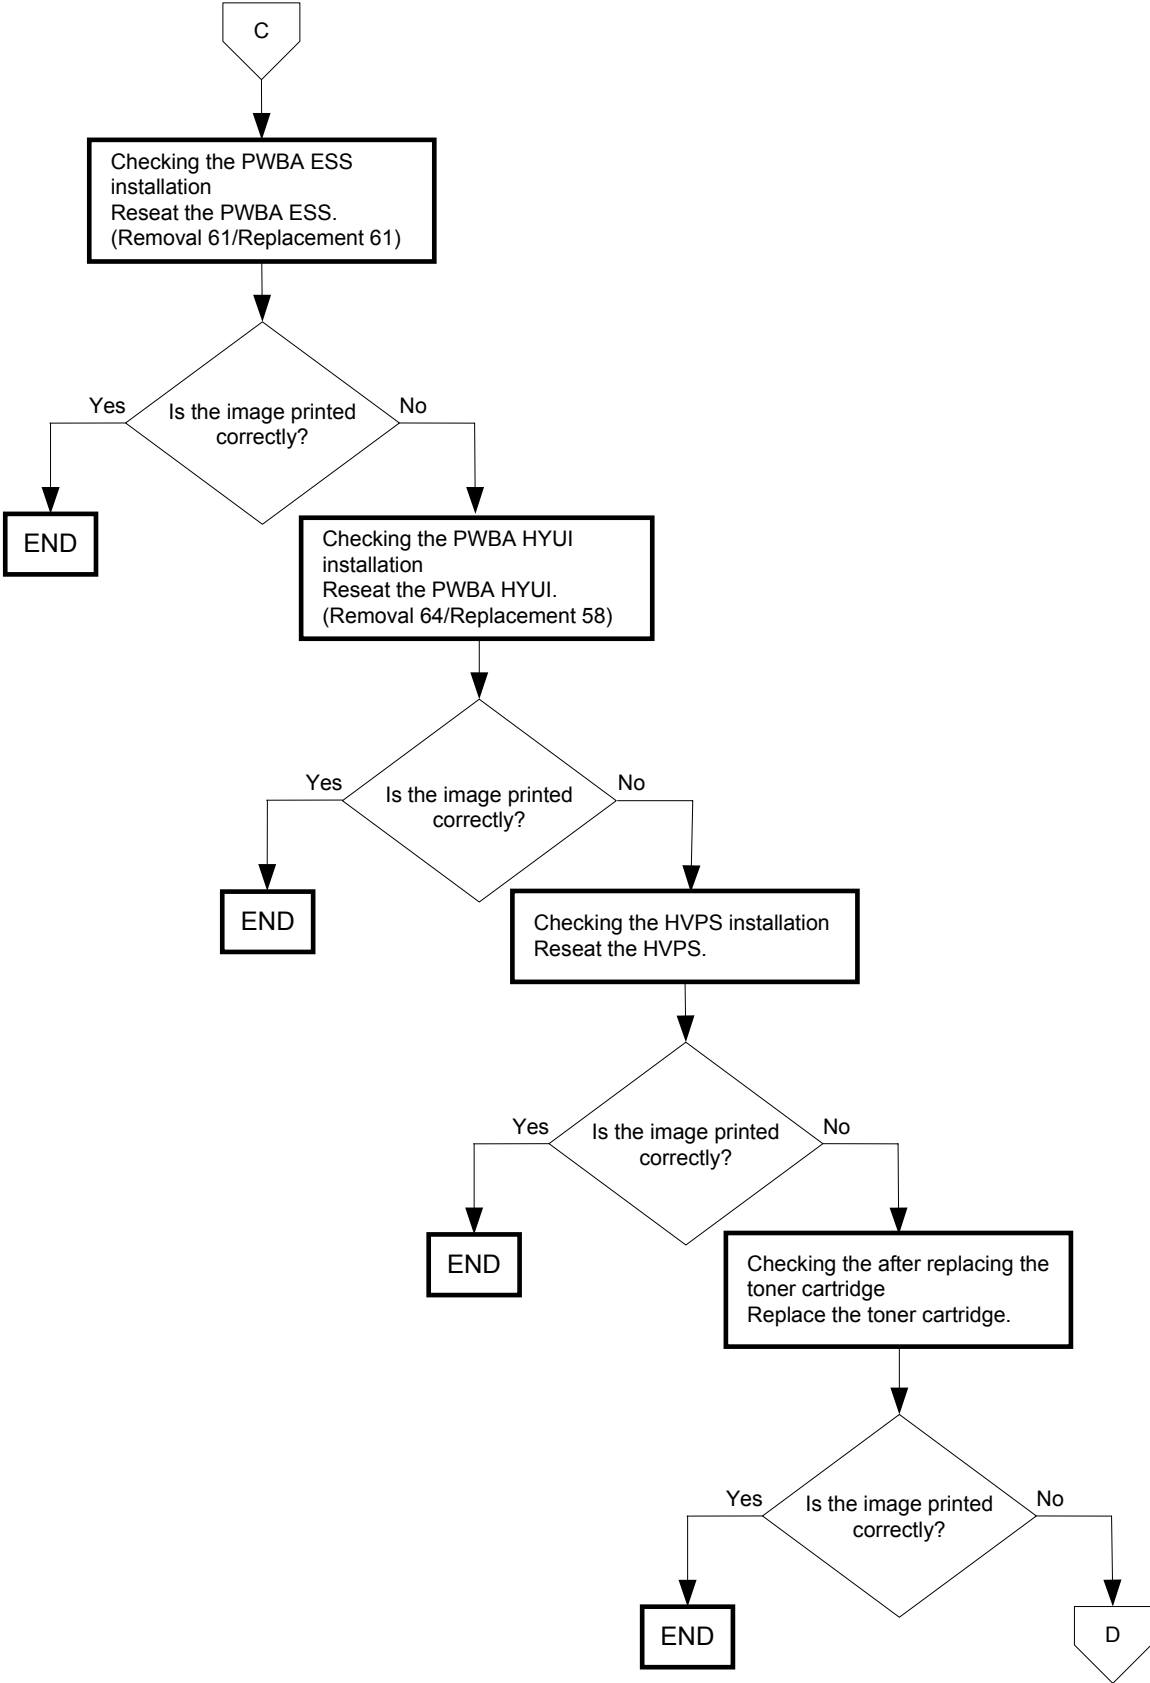 C
Checking the PWBA ESS
installation
Reseat the PWBA ESS.
(Removal 61/Replacement 61)
Yes
No
Is the image printed
correctly?
END
Checking the PWBA HYUI
installation
Reseat the PWBA HYUI.
(Removal 64/Replacement 58)
Yes
No
Is the image printed
correctly?
END
Checking the HVPS installation
Reseat the HVPS.
Yes
No
Is the image printed
correctly?
END
Checking the after replacing the
toner cartridge
Replace the toner cartridge.
Yes
No
Is the image printed
correctly?
END
D